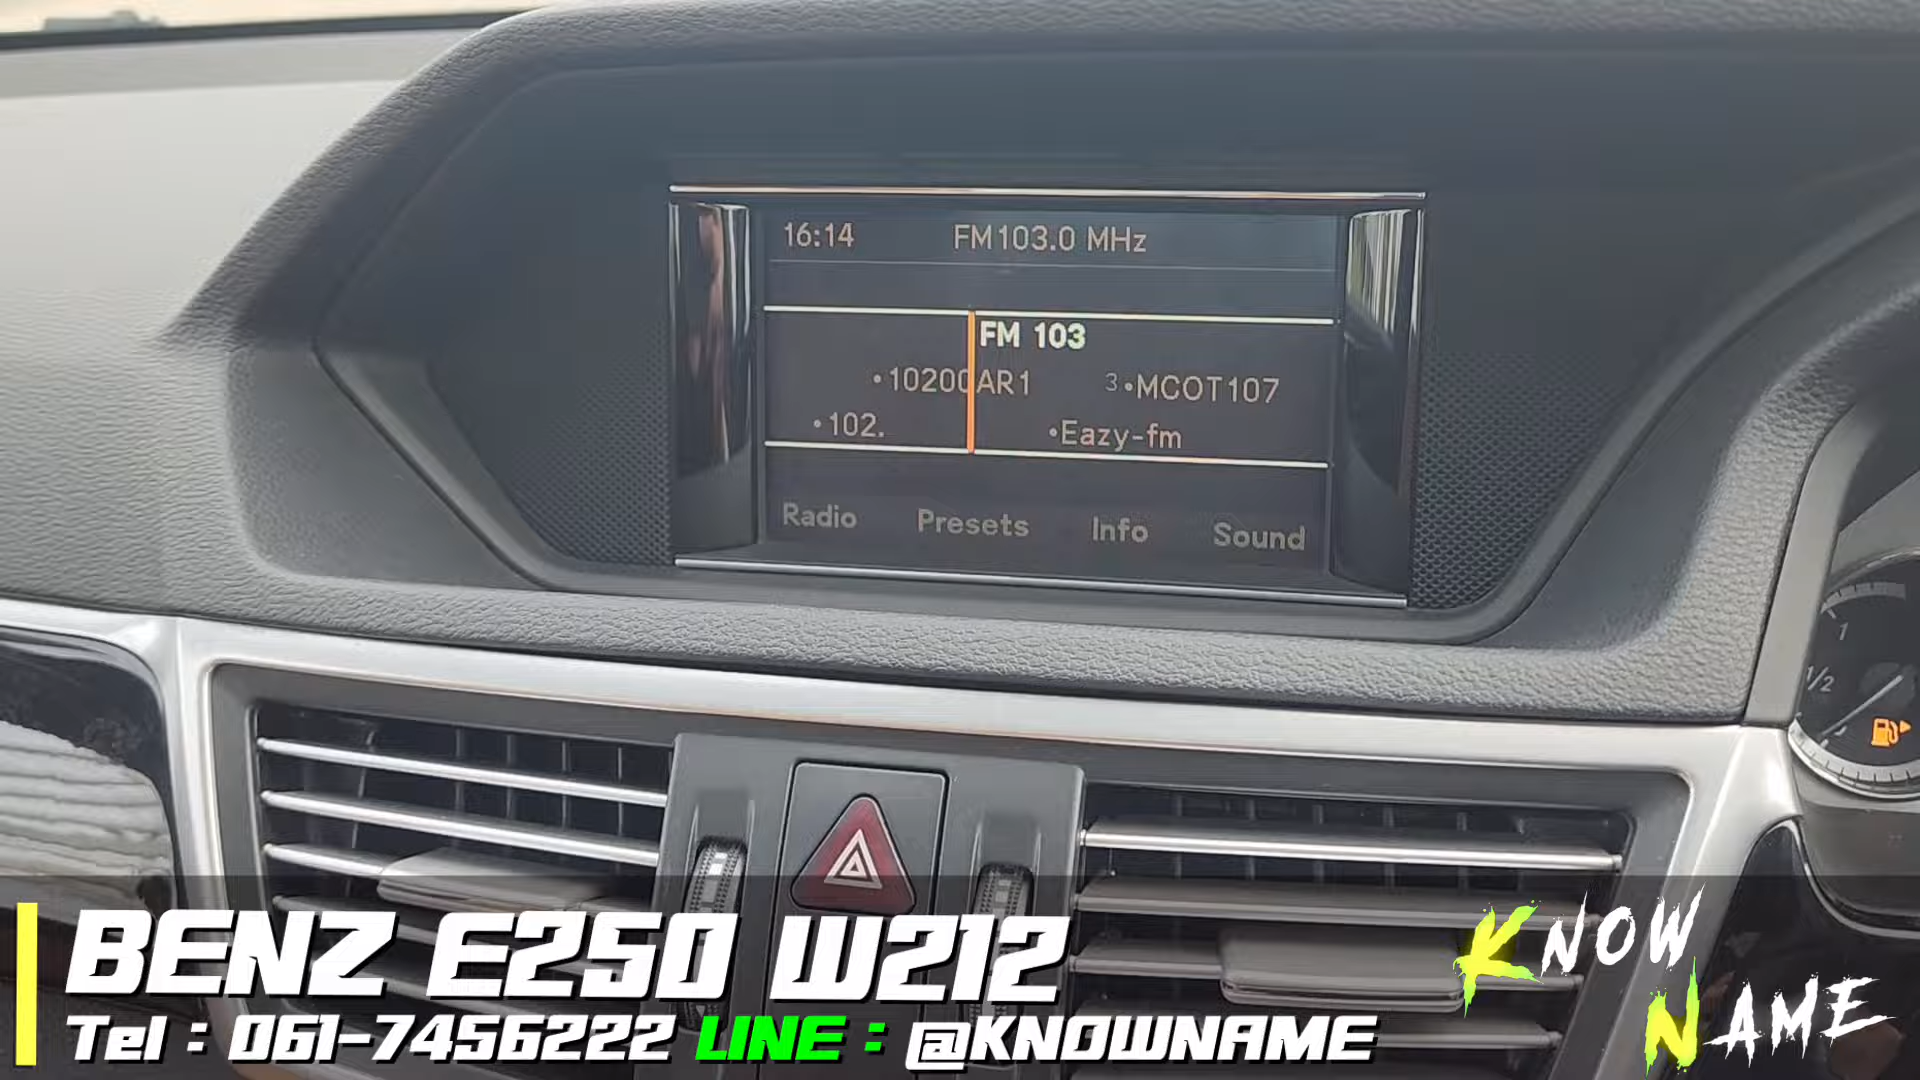 16:14 FM103.0 MHz
FM 103
•10200AR1 3•MCOT107
•102. •Eazy-fm
Radio Presets Info Sound
1
1/2
BENZ E250 W212
Tel : 061-7456222 LINE : @KNOWNAME
KNOW
NAME